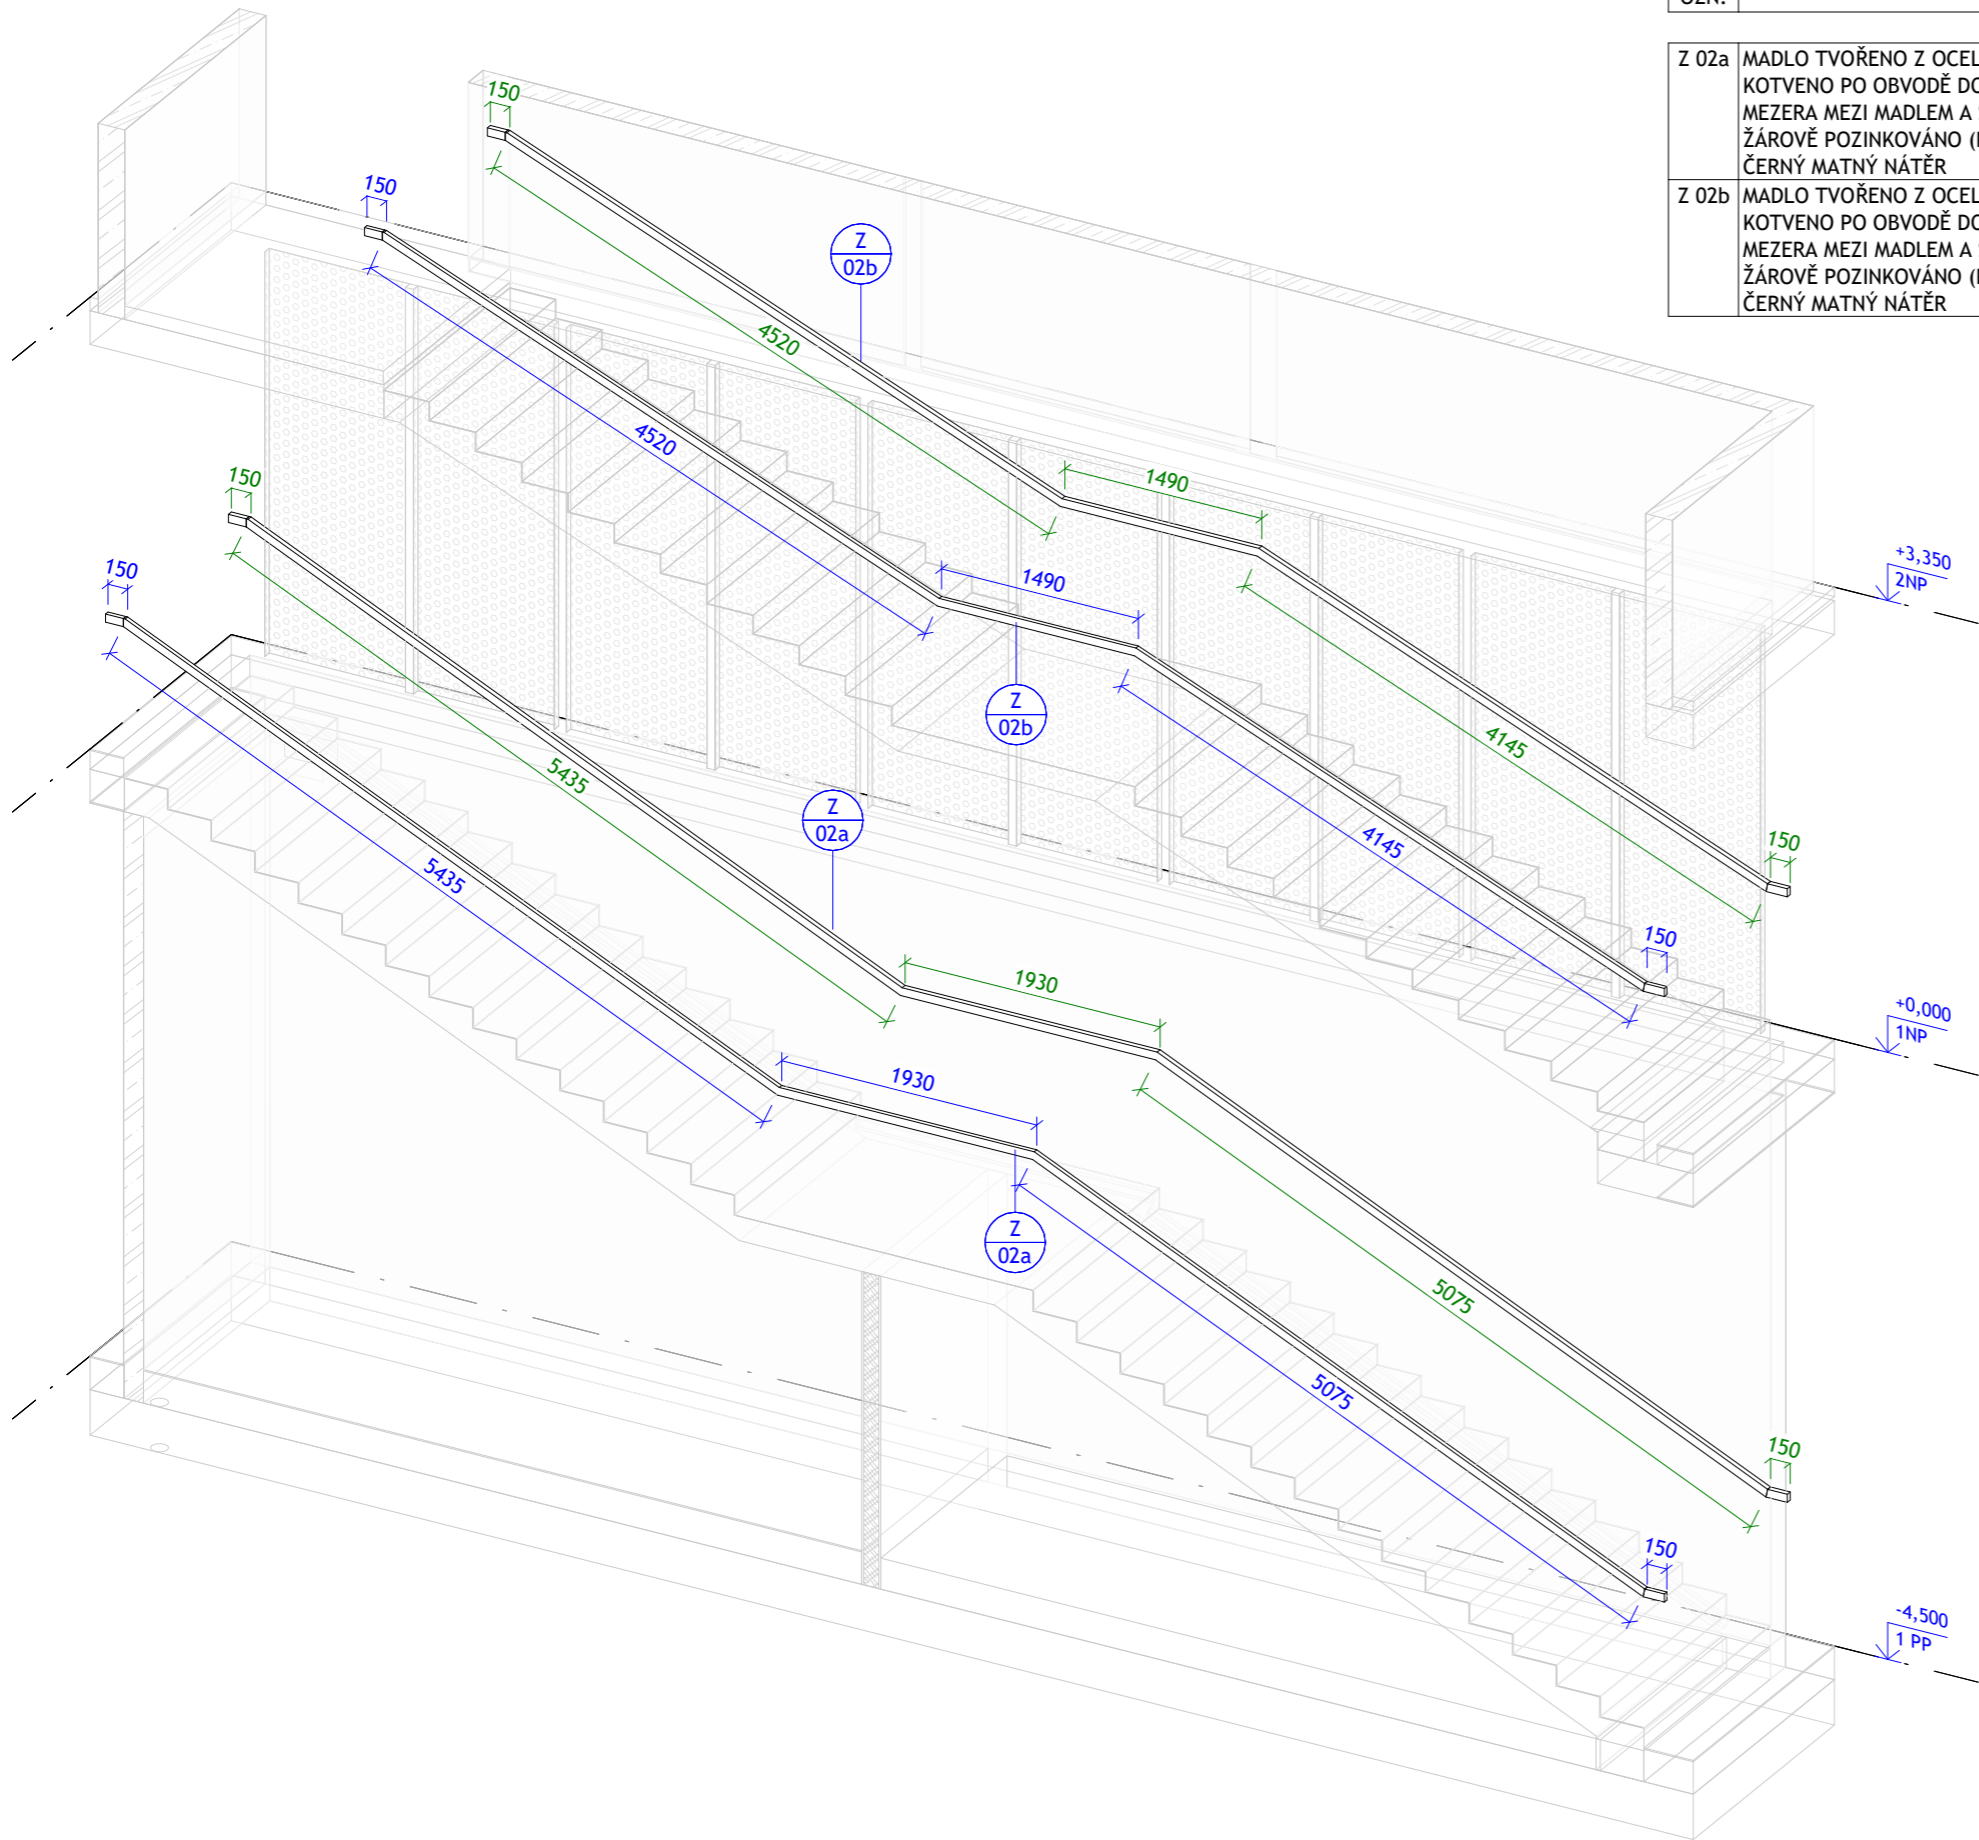 Z 02a MADLO TVOŘENO Z OCEL
KOTVENO PO OBVODĚ DO
MEZERA MEZI MADLEM A
ŽÁROVĚ POZINKOVÁNO (
ČERNÝ MATNÝ NÁTĚR
Z 02b MADLO TVOŘENO Z OCEL
KOTVENO PO OBVODĚ DO
MEZERA MEZI MADLEM A
ŽÁROVĚ POZINKOVÁNO (
ČERNÝ MATNÝ NÁTĚR
150
150
Z
02b
4520
4520
150
1490
150
1490
+3,350
2NP
Z
02b
4145
5435
Z
02a
4145
150
5435
150
1930
+0,000
1NP
1930
Z
02a
5075
5075
150
150
-4,500
1 PP